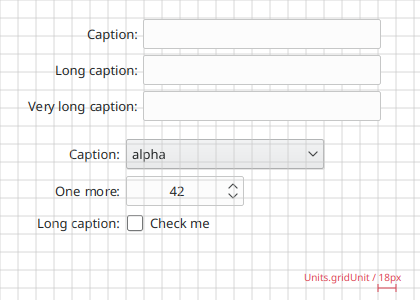 Caption:
Long caption:
Very long caption:
Caption: alpha
One more: 42
Long caption: Check me
Units.gridUnit / 18px